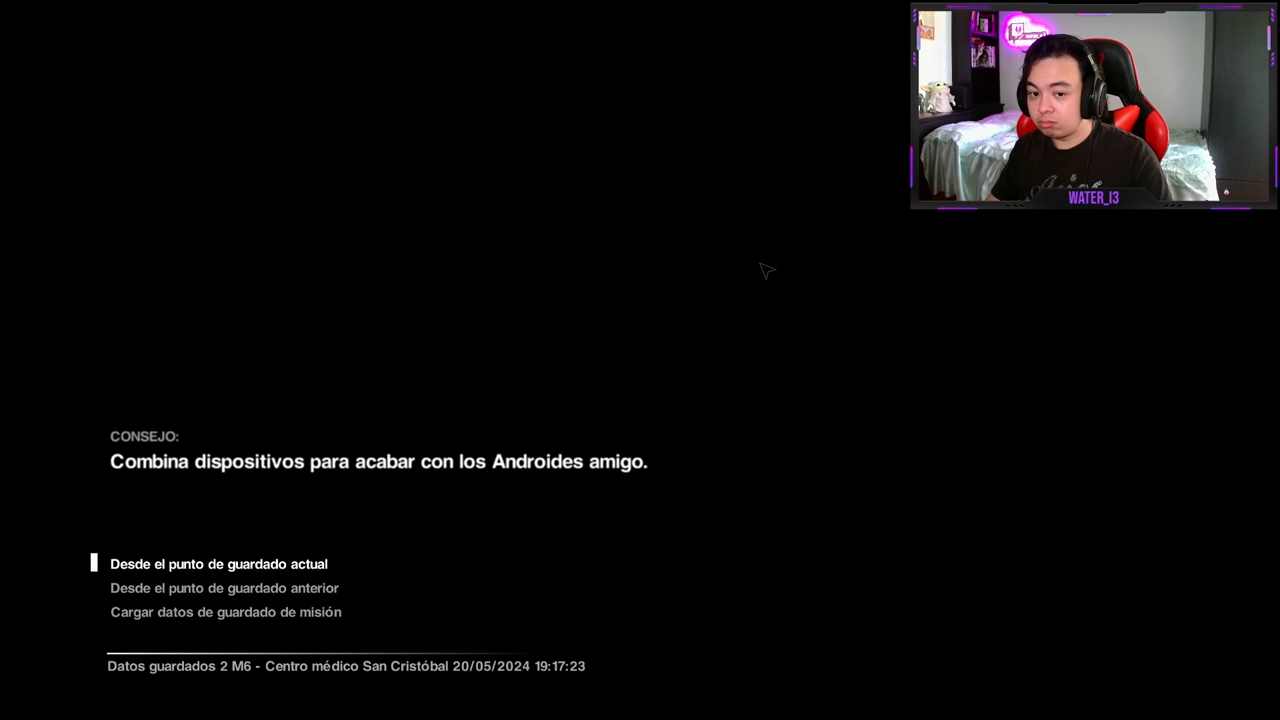 WATER_I3
CONSEJO:
Combina dispositivos para acabar con los Androides amigo.
Desde el punto de guardado actual
Desde el punto de guardado anterior
Cargar datos de guardado de misión
Datos guardados 2 M6 - Centro médico San Cristóbal 20/05/2024 19:17:23